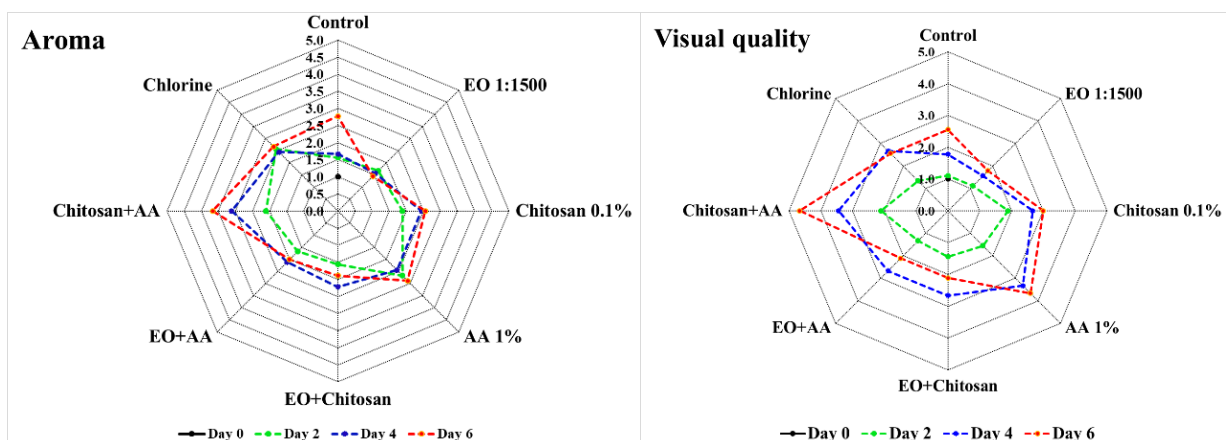 Aroma
Control
5.0
4.5
4.0
3.5
3.0
2.5
2.0
1.5
1.0
0.5
0.0
EO 1:1500
Chitosan 0.1%
AA 1%
EO+Chitosan
EO+AA
Chitosan+AA
Chlorine
Day 0 Day 2 Day 4 Day 6
Visual quality
Control
5.0
4.0
3.0
2.0
1.0
0.0
EO 1:1500
Chitosan 0.1%
AA 1%
EO+Chitosan
EO+AA
Chitosan+AA
Chlorine
Day 0 Day 2 Day 4 Day 6